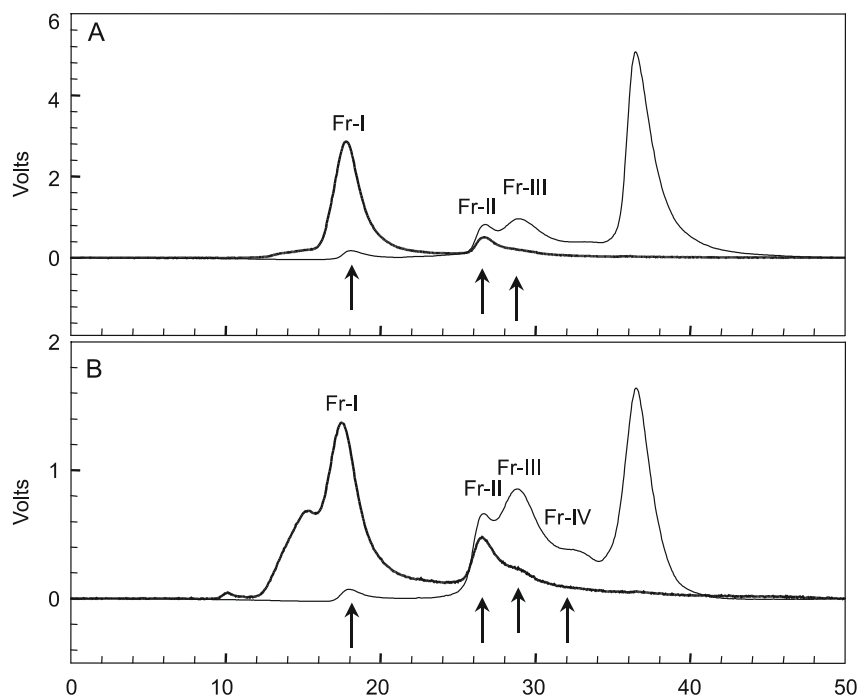 A
6
4
2
0
Volts
Fr-I
Fr-II
Fr-III
B
2
1
0
Volts
Fr-I
Fr-II
Fr-III
Fr-IV
0 10 20 30 40 50